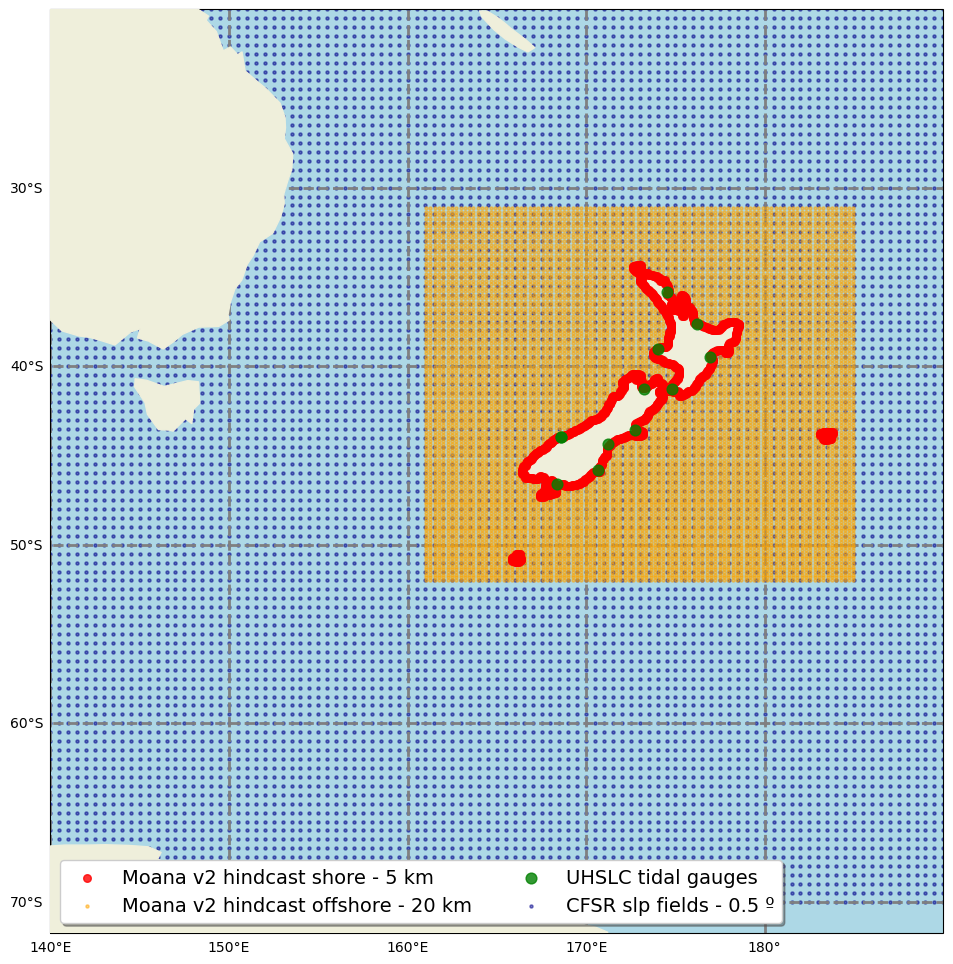 30°S
40°S
50°S
60°S
70°S
Moana v2 hindcast shore - 5 km
Moana v2 hindcast offshore - 20 km
UHSLC tidal gauges
CFSR slp fields - 0.5 º
140°E
150°E
160°E
170°E
180°